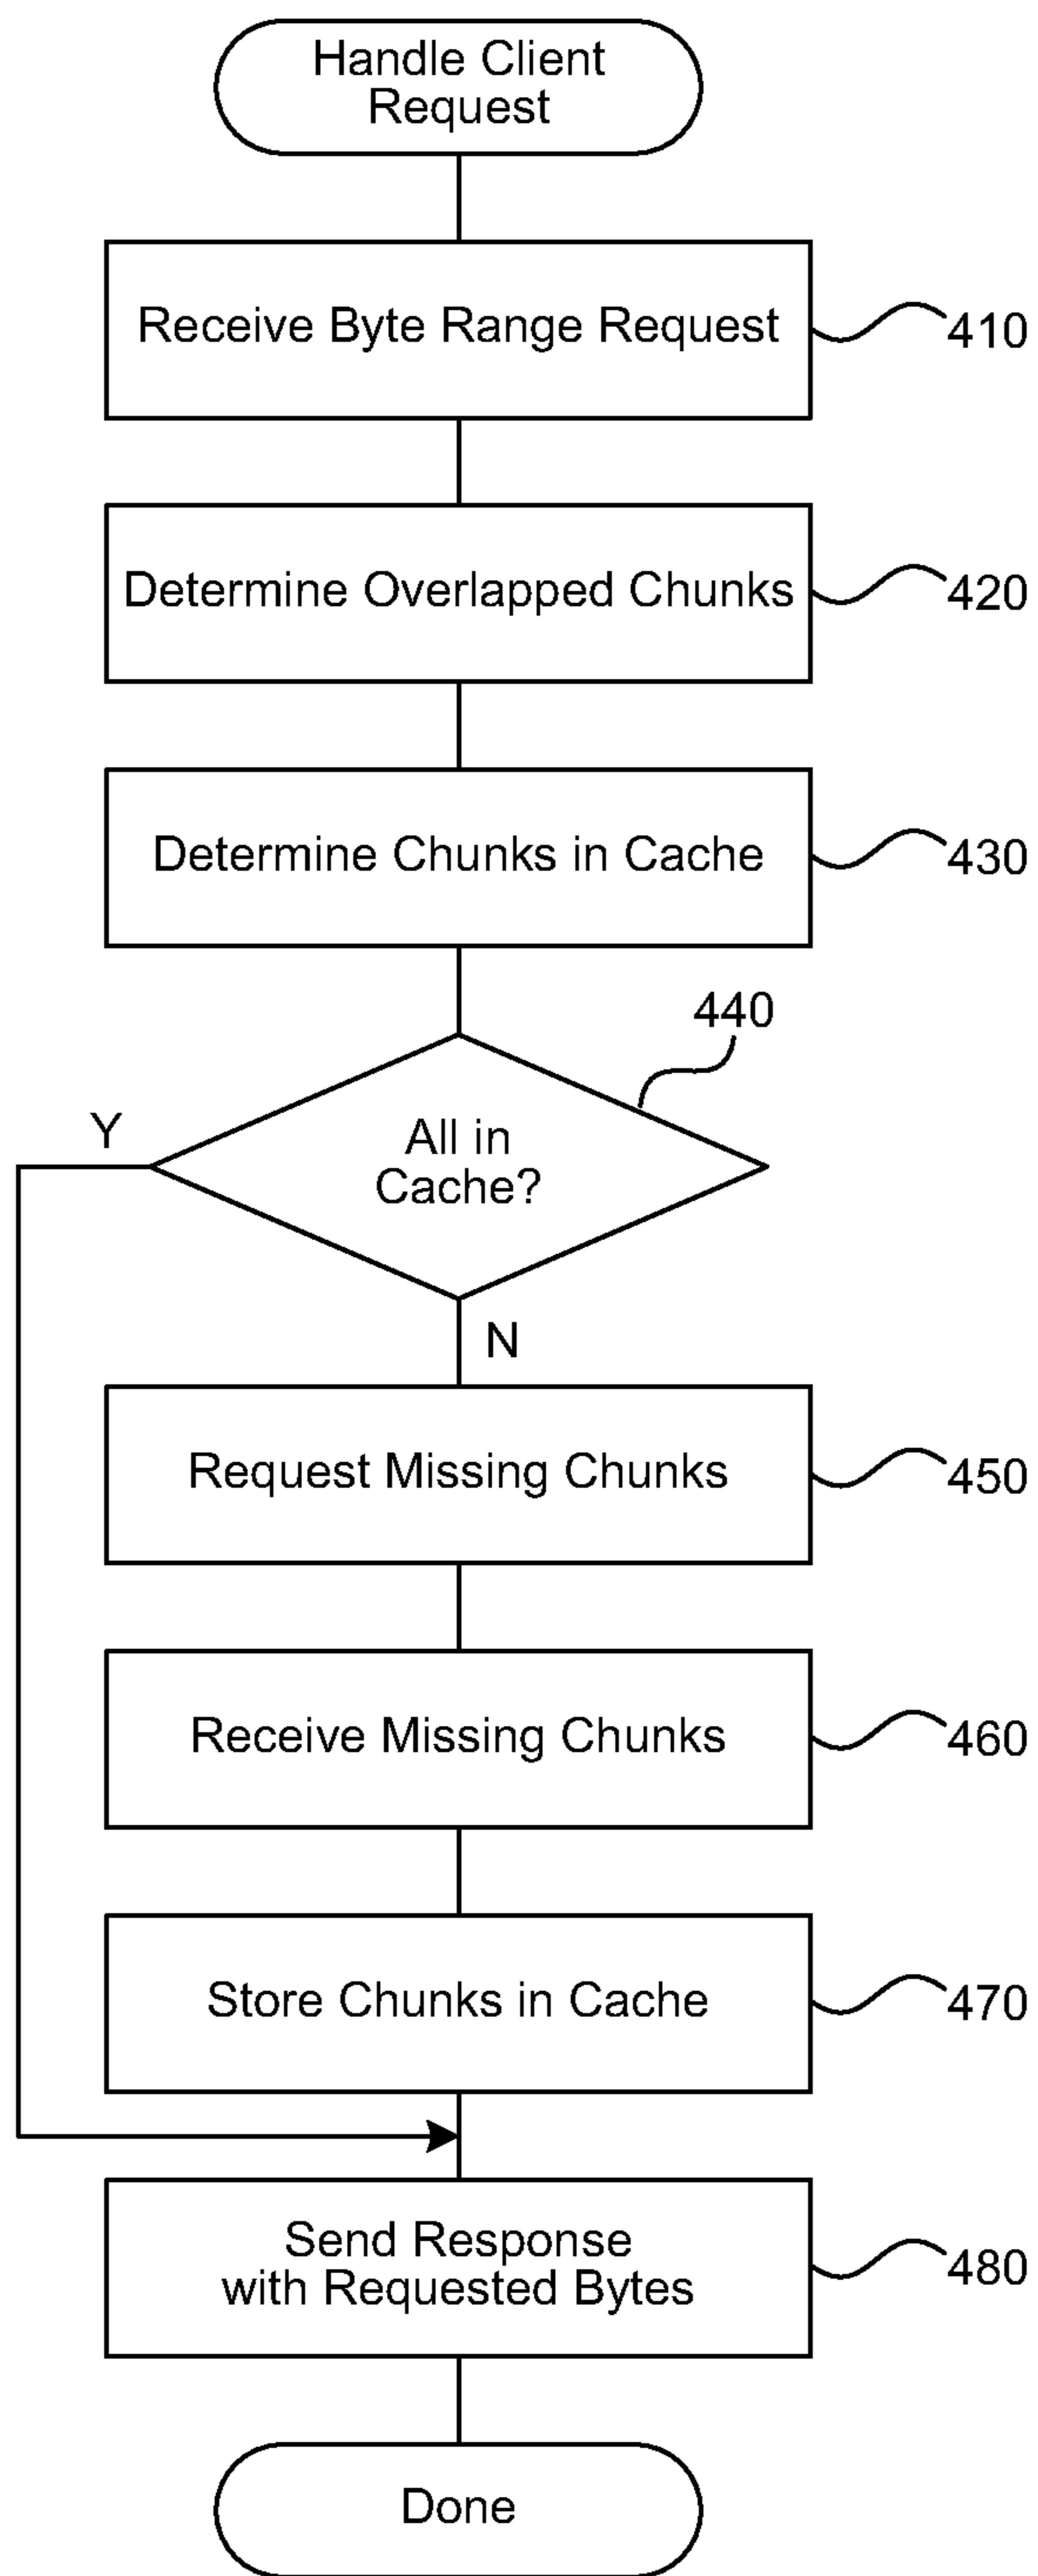 Handle Client
Request
Receive Byte Range Request
410
Determine Overlapped Chunks
420
Determine Chunks in Cache
430
440
Y
All in
Cache?
N
Request Missing Chunks
450
Receive Missing Chunks
460
Store Chunks in Cache
470
Send Response
with Requested Bytes
480
Done